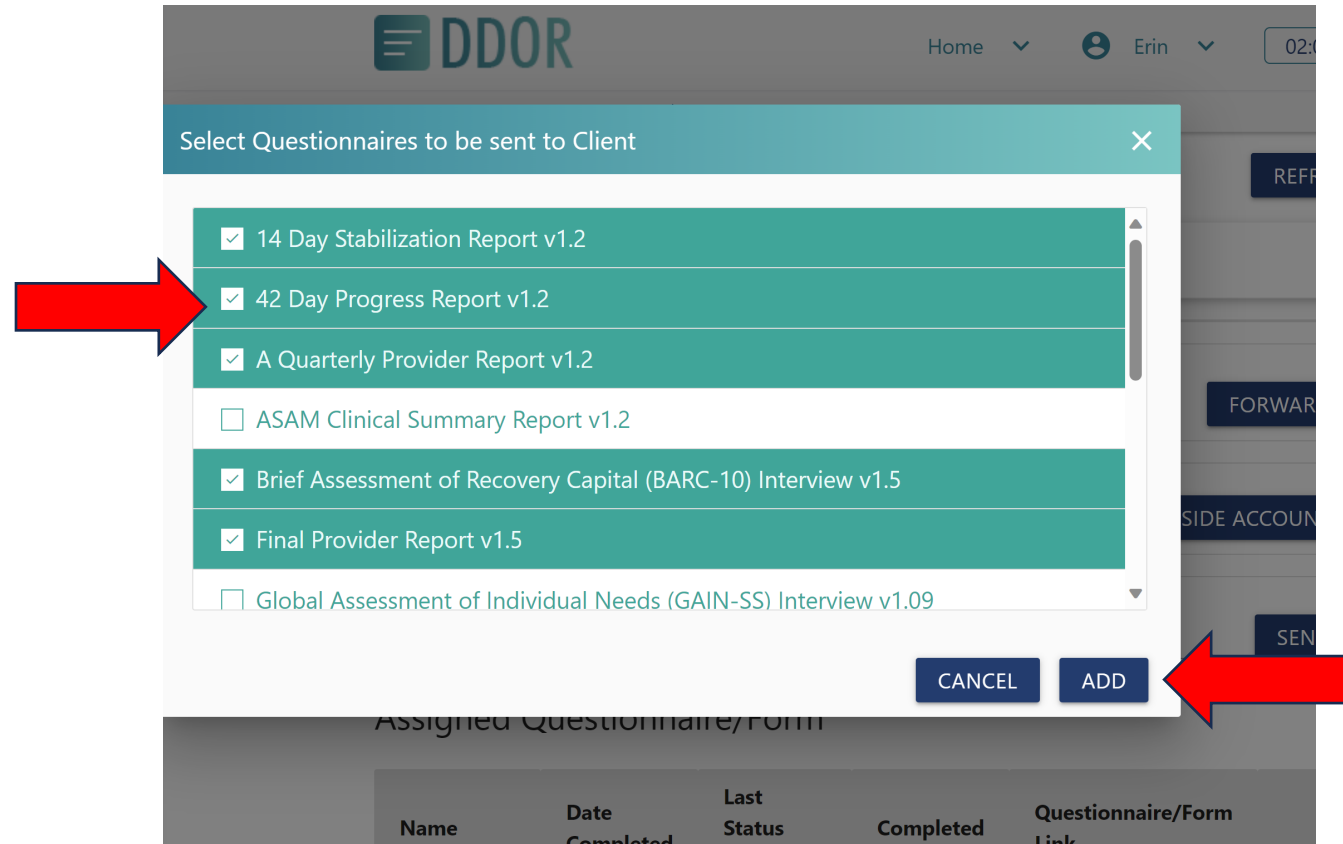 DDOR
Home
Erin
Select Questionnaires to be sent to Client
14 Day Stabilization Report v1.2
42 Day Progress Report v1.2
A Quarterly Provider Report v1.2
ASAM Clinical Summary Report v1.2
Brief Assessment of Recovery Capital (BARC-10) Interview v1.5
Final Provider Report v1.5
Global Assessment of Individual Needs (GAIN-SS) Interview v1.09
CANCEL ADD
Assigned Questionnaire/Form
Name
Date Completed
Last Status
Completed
Questionnaire/Form Link